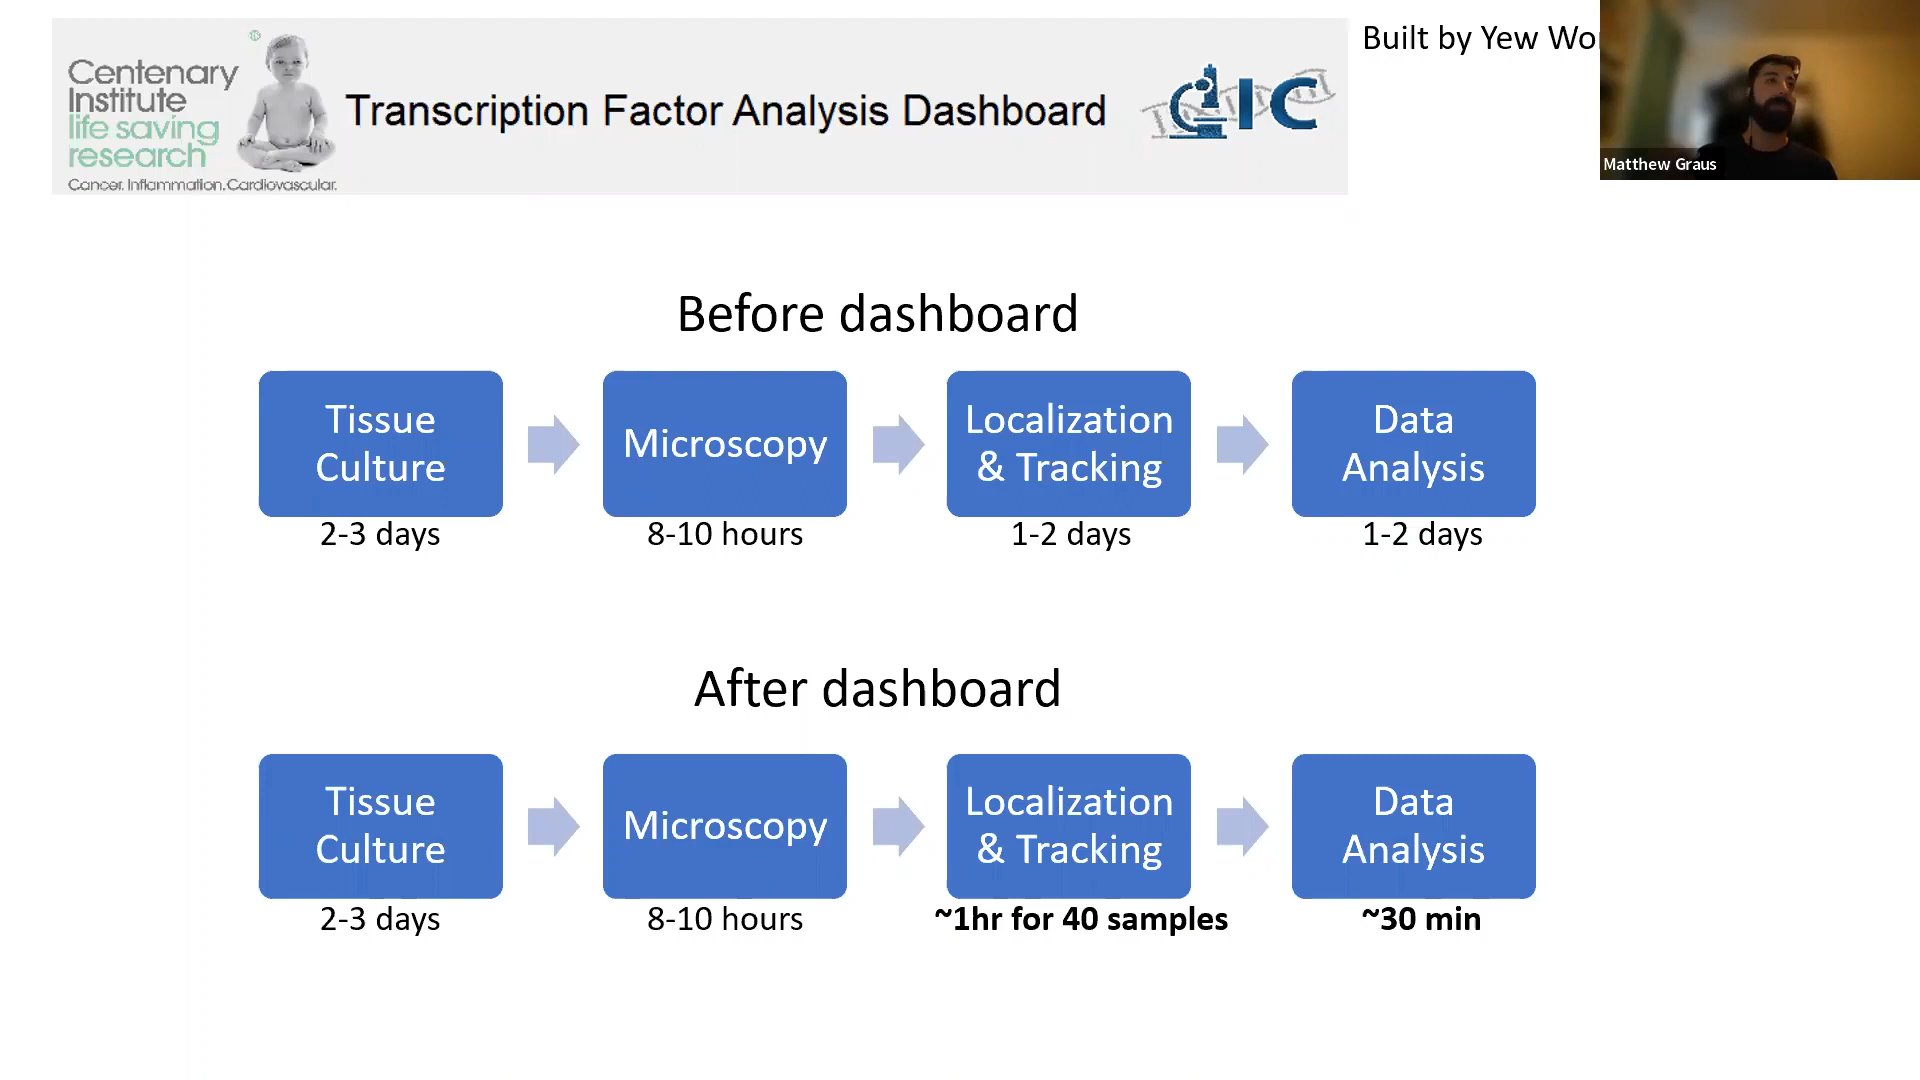 Centenary
Institute
life saving
research
Cancer. Inflammation. Cardiovascular.
Transcription Factor Analysis Dashboard
IC
Built by Yew
Matthew Graus
Before dashboard
Tissue
Culture
Microscopy
Localization
& Tracking
Data
Analysis
2-3 days
8-10 hours
1-2 days
1-2 days
After dashboard
Tissue
Culture
Microscopy
Localization
& Tracking
Data
Analysis
2-3 days
8-10 hours
~1hr for 40 samples
~30 min